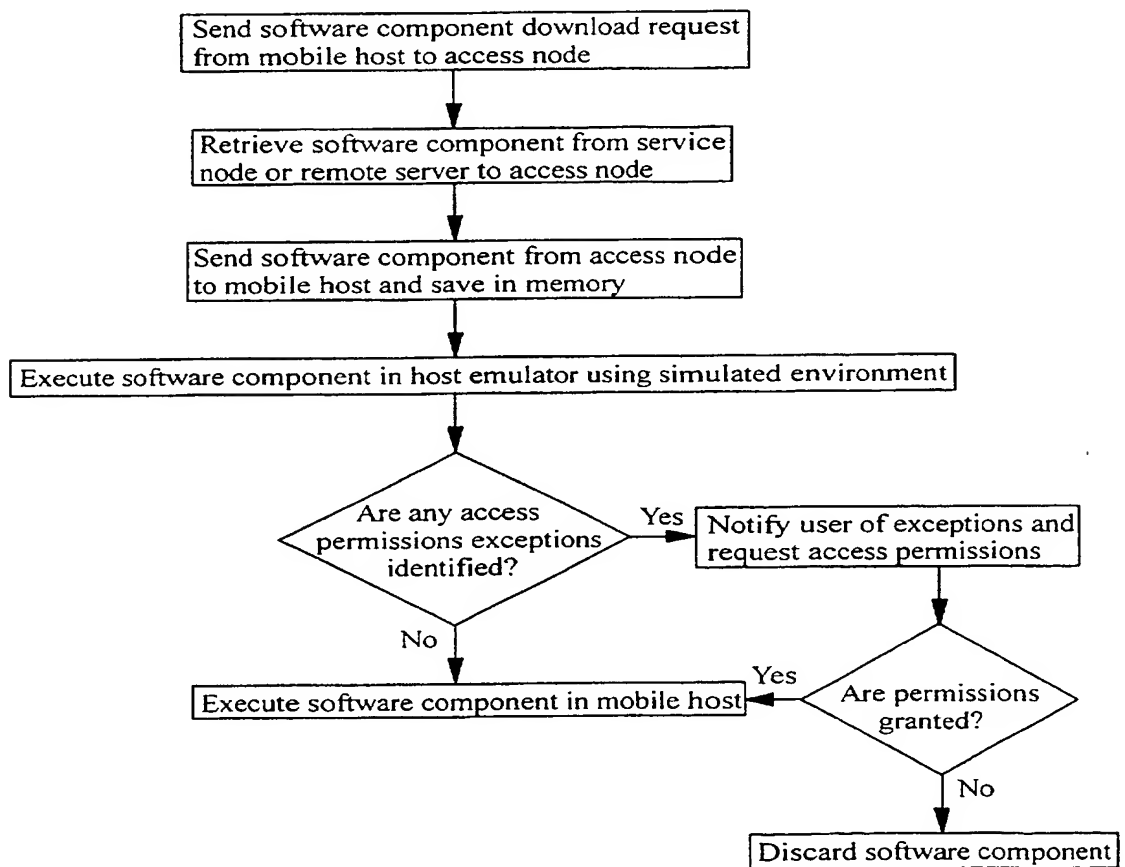 Send software component download request
from mobile host to access node
Retrieve software component from service
node or remote server to access node
Send software component from access node
to mobile host and save in memory
Execute software component in host emulator using simulated environment
Are any access
permissions exceptions
identified?
Yes
Notify user of exceptions and
request access permissions
No
Yes
Execute software component in mobile host
Are permissions
granted?
No
Discard software component